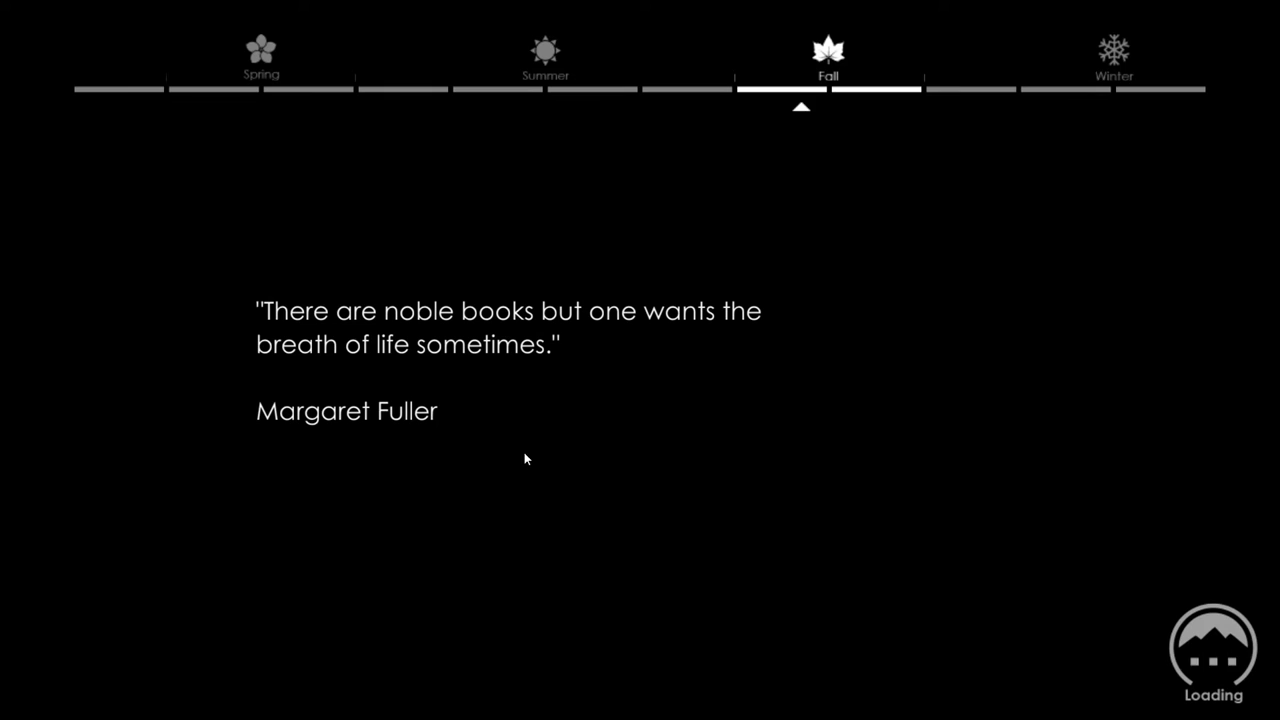 Spring
Summer
Fall
Winter
"There are noble books but one wants the
breath of life sometimes."
Margaret Fuller
Loading